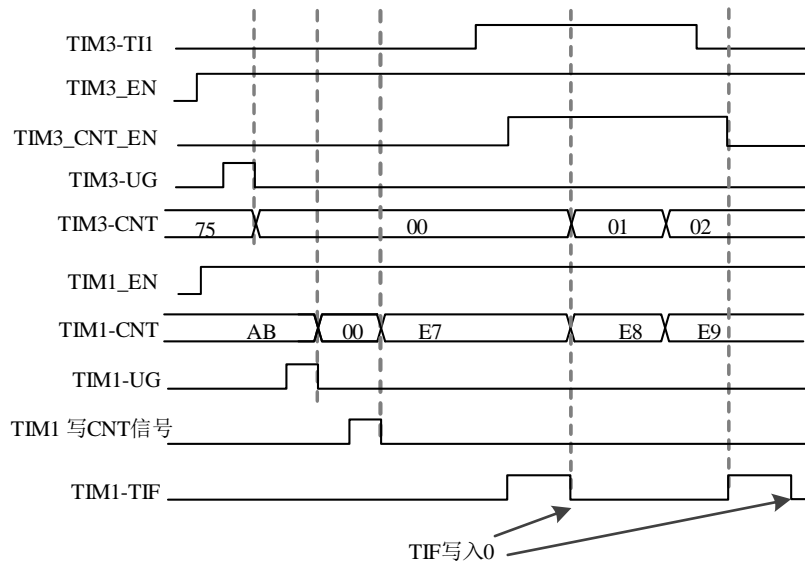 TIM3-TI1
TIM3_EN
TIM3_CNT_EN
TIM3-UG
TIM3-CNT 75 00 01 02
TIM1_EN
TIM1-CNT AB 00 E7 E8 E9
TIM1-UG
TIM1 写CNT信号
TIM1-TIF
TIF写入0